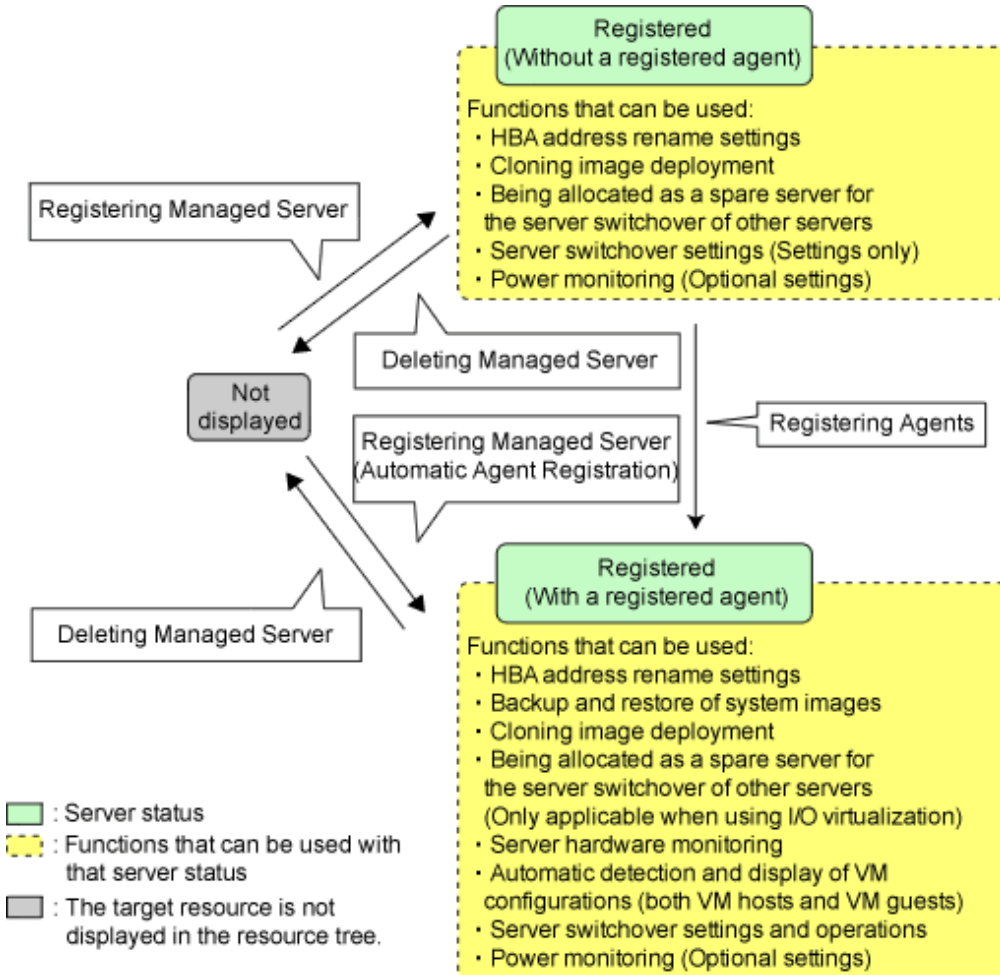 Registered
(Without a registered agent)
Functions that can be used:
・HBA address rename settings
・Cloning image deployment
・Being allocated as a spare server for
the server switchover of other servers
・Server switchover settings (Settings only)
・Power monitoring (Optional settings)
Registering Managed Server
Deleting Managed Server
Not
displayed
Registering Managed Server
(Automatic Agent Registration)
Registering Agents
Deleting Managed Server
Registered
(With a registered agent)
Functions that can be used:
・HBA address rename settings
・Backup and restore of system images
・Cloning image deployment
・Being allocated as a spare server for
the server switchover of other servers
(Only applicable when using I/O virtualization)
・Server hardware monitoring
・Automatic detection and display of VM
configurations (both VM hosts and VM guests)
・Server switchover settings and operations
・Power monitoring (Optional settings)
: Server status
: Functions that can be used with
that server status
: The target resource is not
displayed in the resource tree.